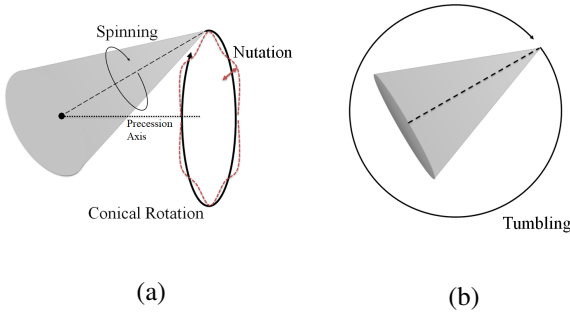 Spinning
Nutation
Precession
Axis
Conical Rotation
Tumbling
(a)
(b)